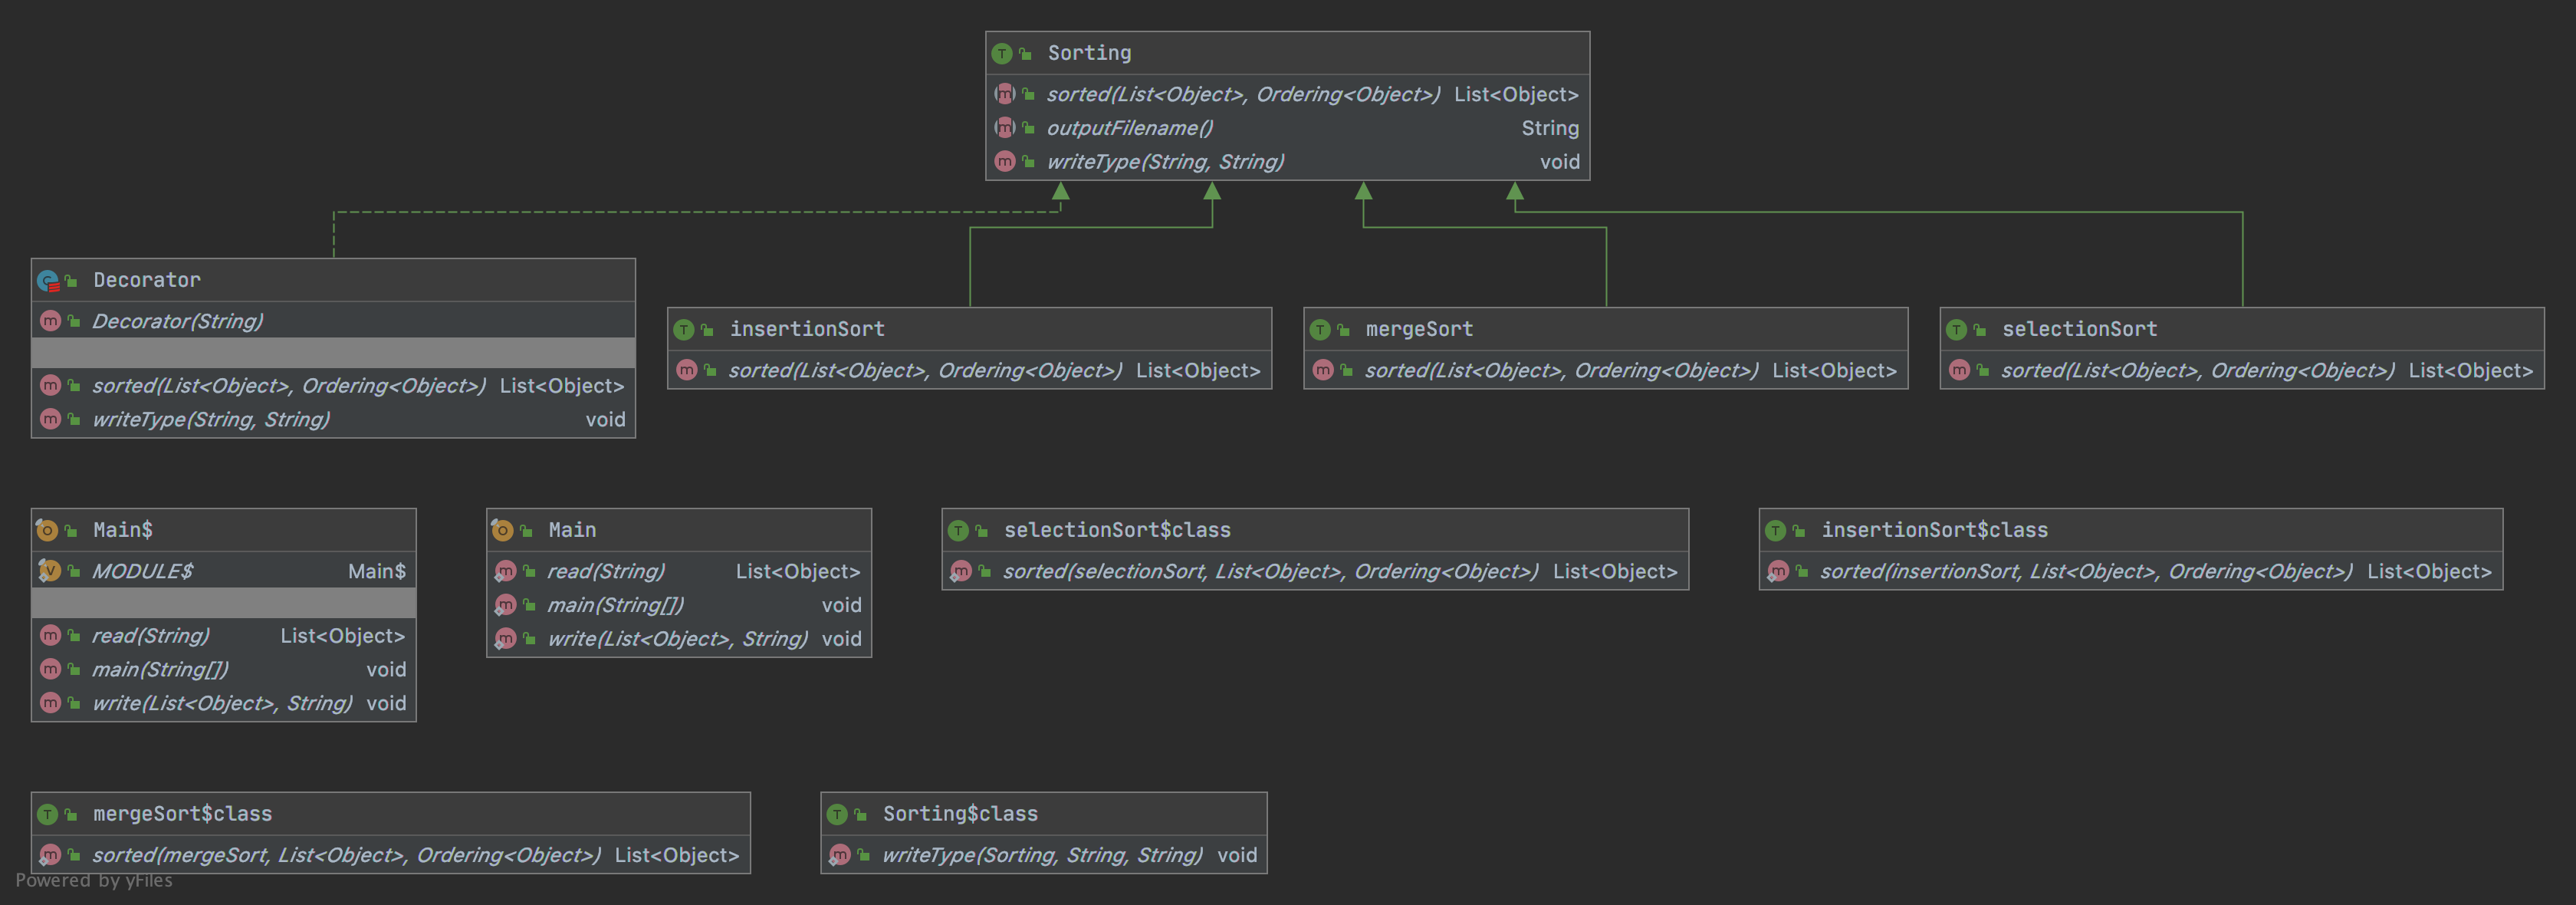 Sorting
sorted(List<Object>, Ordering<Object>) List<Object>
outputFilename() String
writeType(String, String) void
Decorator
Decorator(String)
sorted(List<Object>, Ordering<Object>) List<Object>
writeType(String, String) void
insertionSort
sorted(List<Object>, Ordering<Object>) List<Object>
mergeSort
sorted(List<Object>, Ordering<Object>) List<Object>
selectionSort
sorted(List<Object>, Ordering<Object>) List<Object>
Main$
MODULE$ Main$
read(String) List<Object>
main(String[]) void
write(List<Object>, String) void
Main
read(String) List<Object>
main(String[]) void
write(List<Object>, String) void
selectionSort$class
sorted(selectionSort, List<Object>, Ordering<Object>) List<Object>
insertionSort$class
sorted(insertionSort, List<Object>, Ordering<Object>) List<Object>
mergeSort$class
sorted(mergeSort, List<Object>, Ordering<Object>) List<Object>
Sorting$class
writeType(Sorting, String, String) void
Powered by yFiles